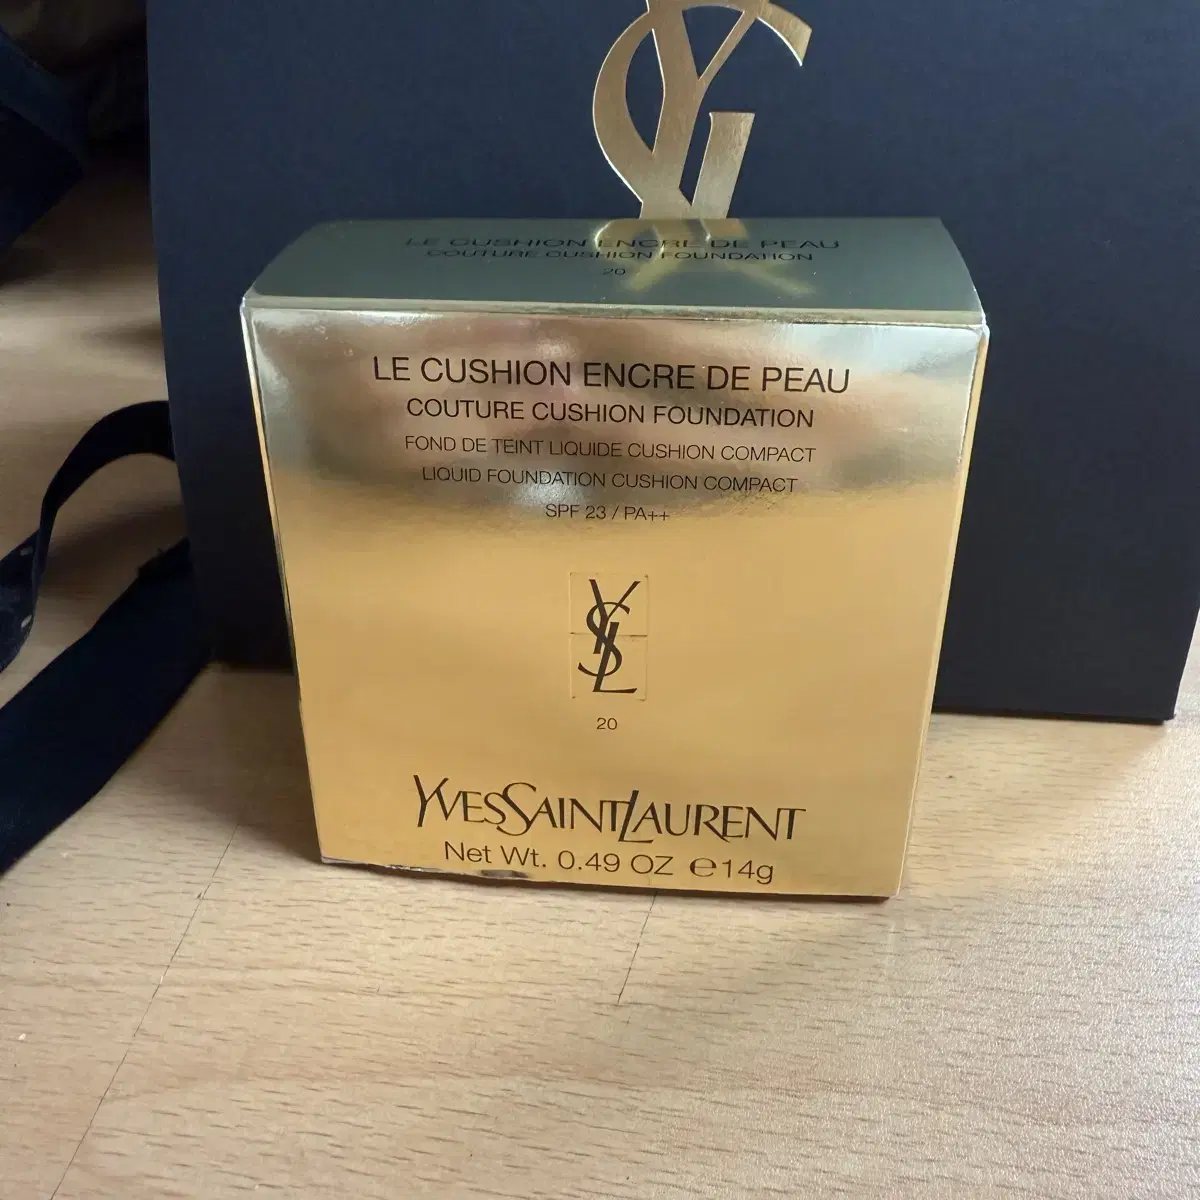 LE CUSHION ENCRE DE PEAU
COUTURE CUSHION FOUNDATION
20
LE CUSHION ENCRE DE PEAU
COUTURE CUSHION FOUNDATION
FOND DE TEINT LIQUIDE CUSHION COMPACT
LIQUID FOUNDATION CUSHION COMPACT
SPF 23 / PA++
YSL
20
YVESSAINTLAURENT
Net Wt. 0.49 OZ ℮14g